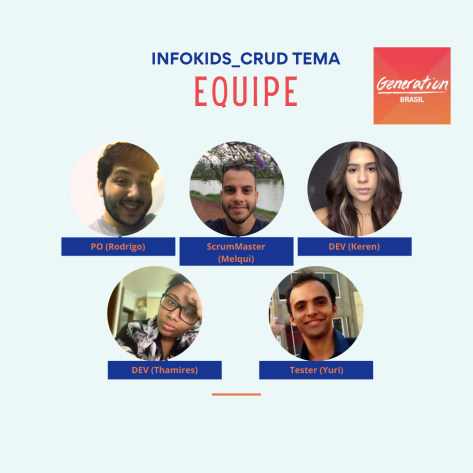 INFOKIDS_CRUD TEMA
EQUIPE
Generation
BRASIL
PO (Rodrigo)
ScrumMaster
(Melqui)
DEV (Keren)
DEV (Thamires)
Tester (Yuri)